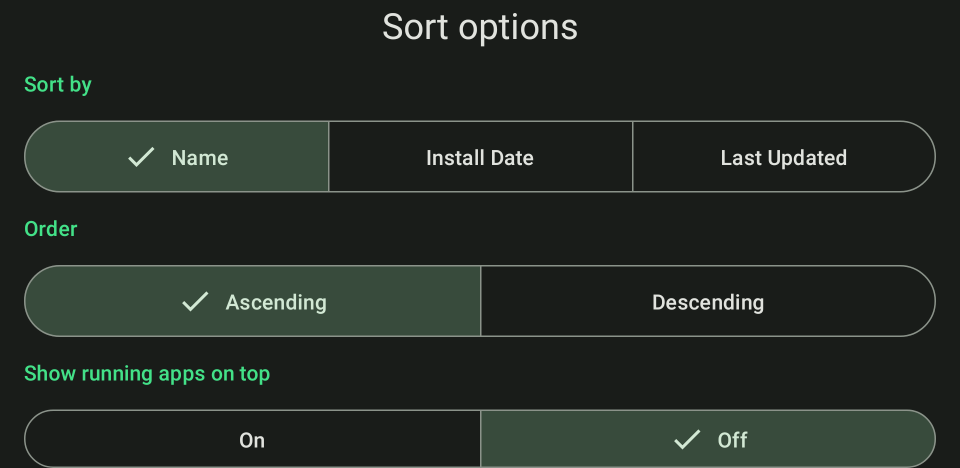 Sort options
Sort by
Name Install Date Last Updated
Order
Ascending Descending
Show running apps on top
On Off